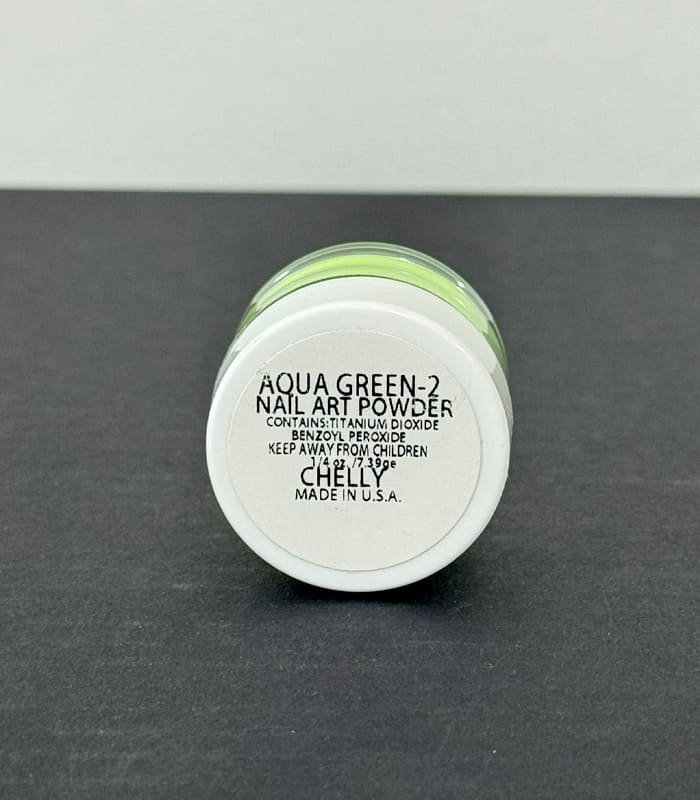 AQUA GREEN-2
NAIL ART POWDER
CONTAINS:TITANIUM DIOXIDE
BENZOYL PEROXIDE
KEEP AWAY FROM CHILDREN
1/4 oz./7.39ge
CHELLY
MADE IN U.S.A.